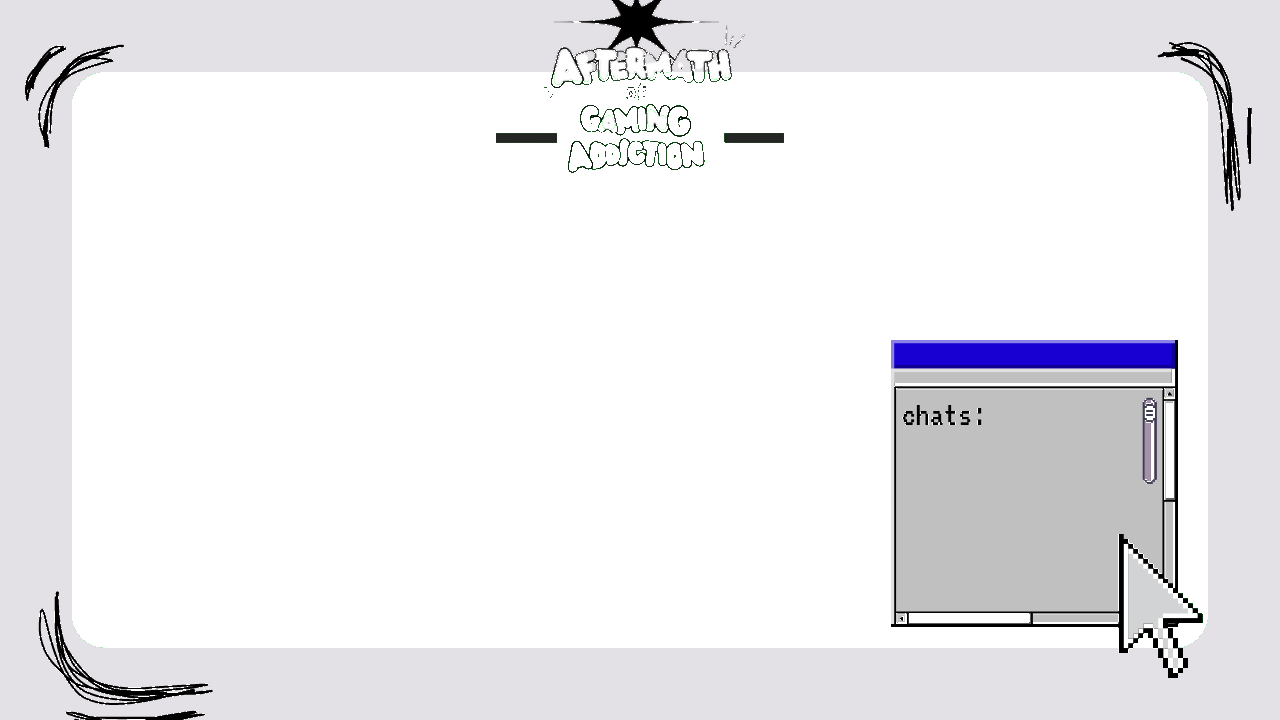 AFTERMATH
OF
GAMING
ADDICTION
chats: